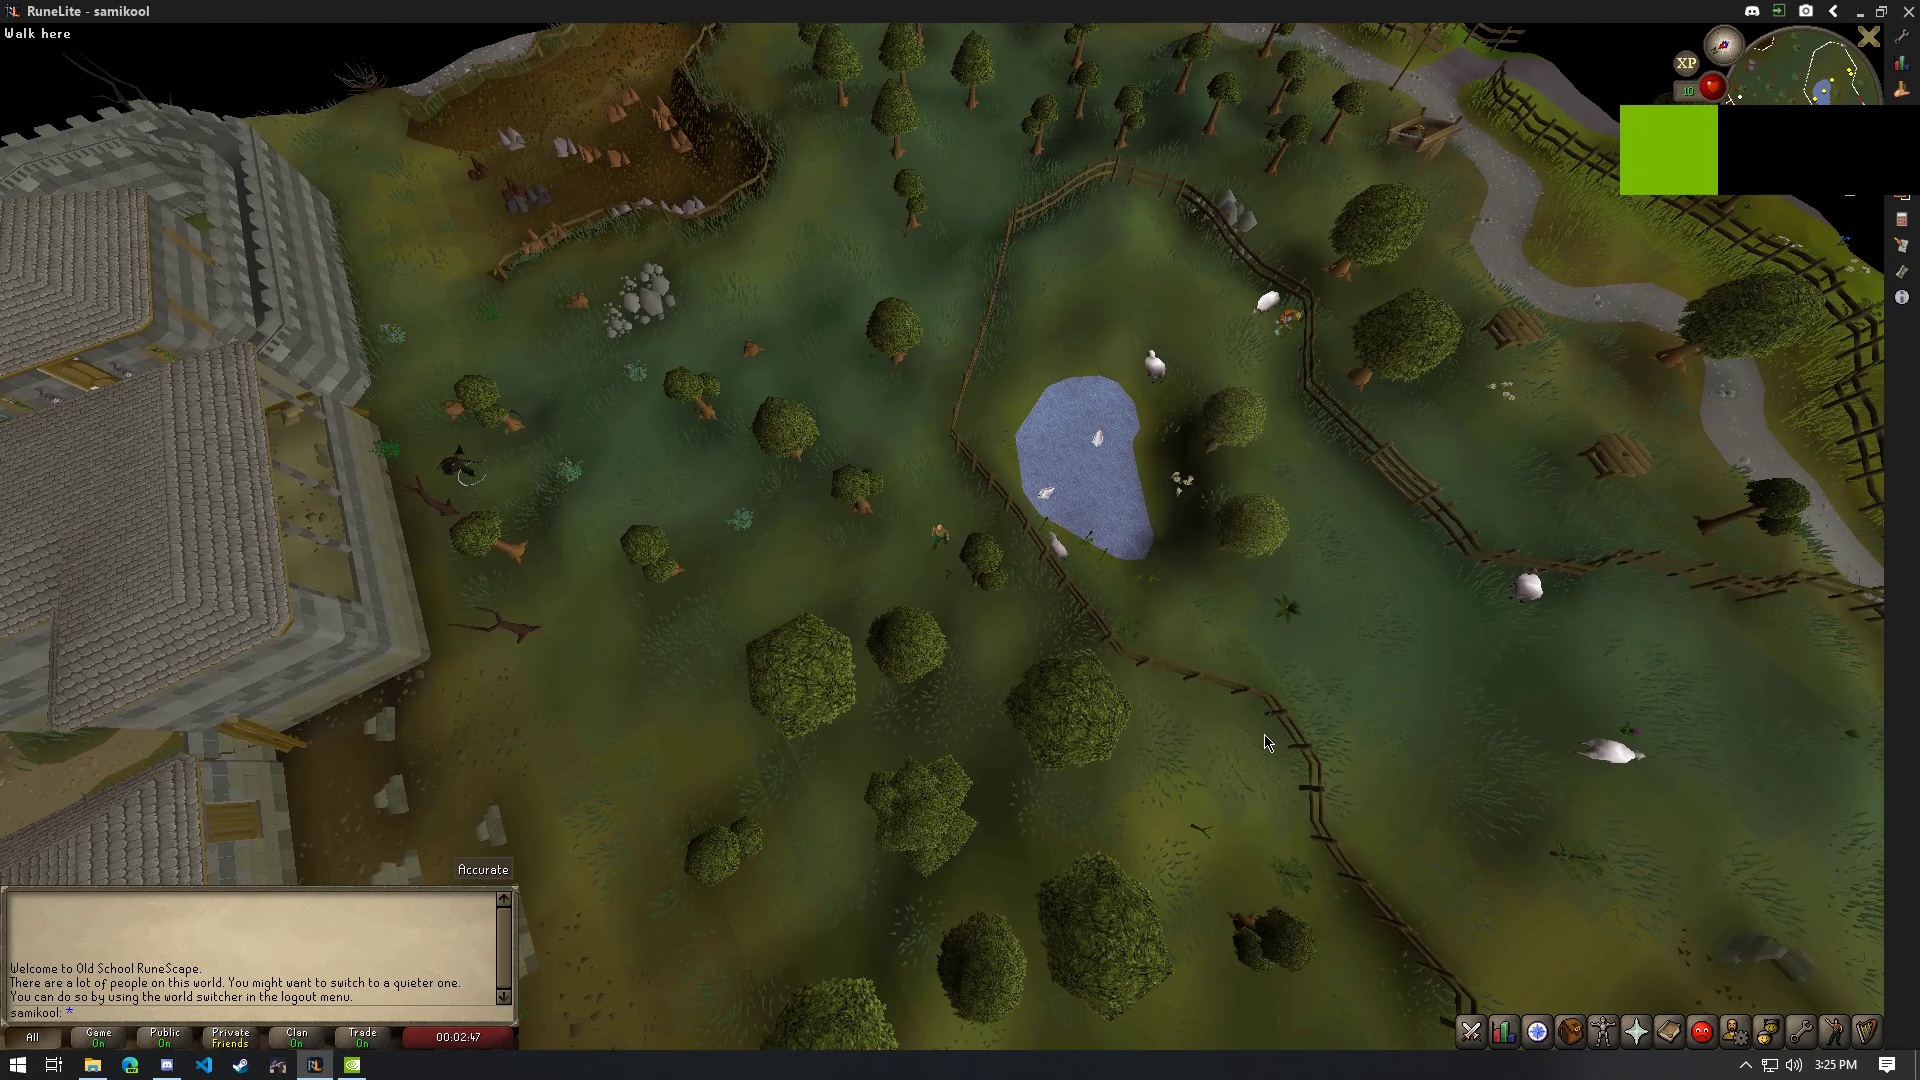 RuneLite - samikool
Walk here
XP
10
Accurate
Welcome to Old School RuneScape.
There are a lot of people on this world. You might want to switch to a quieter one.
You can do so by using the world switcher in the logout menu.
samikool: *
All
Game
On
Public
On
Private
Friends
Clan
On
Trade
On
00:02:47
3:25 PM